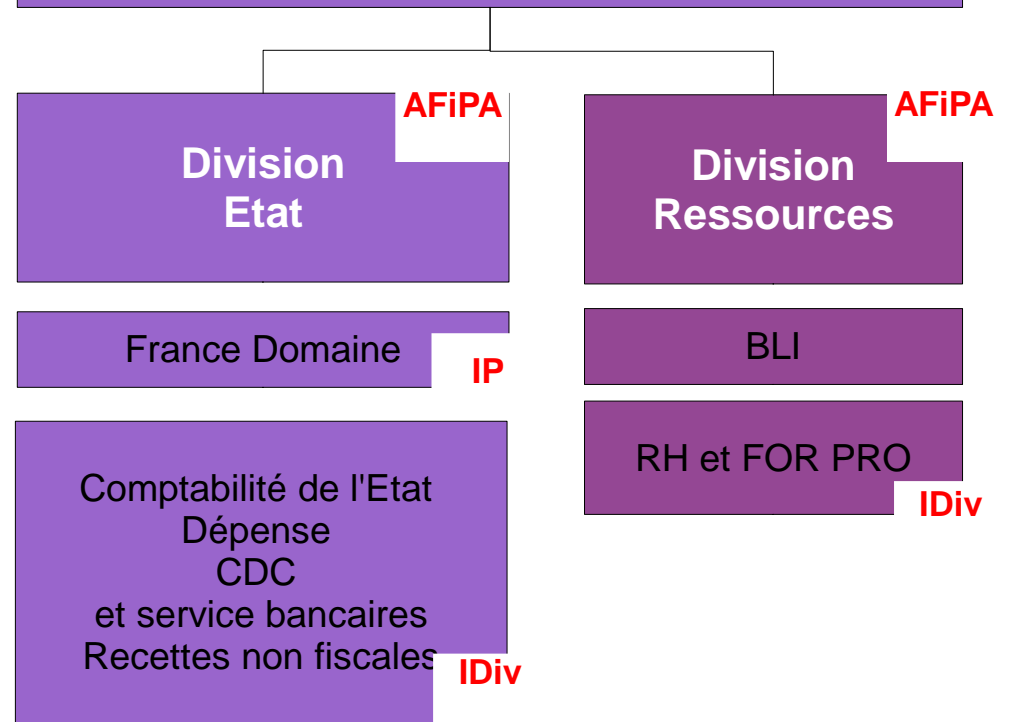 AFiPA
Division
Etat
AFiPA
Division
Ressources
France Domaine
IP
BLI
RH et FOR PRO
IDiv
Comptabilité de l'Etat
Dépense
CDC
et service bancaires
Recettes non fiscales
IDiv